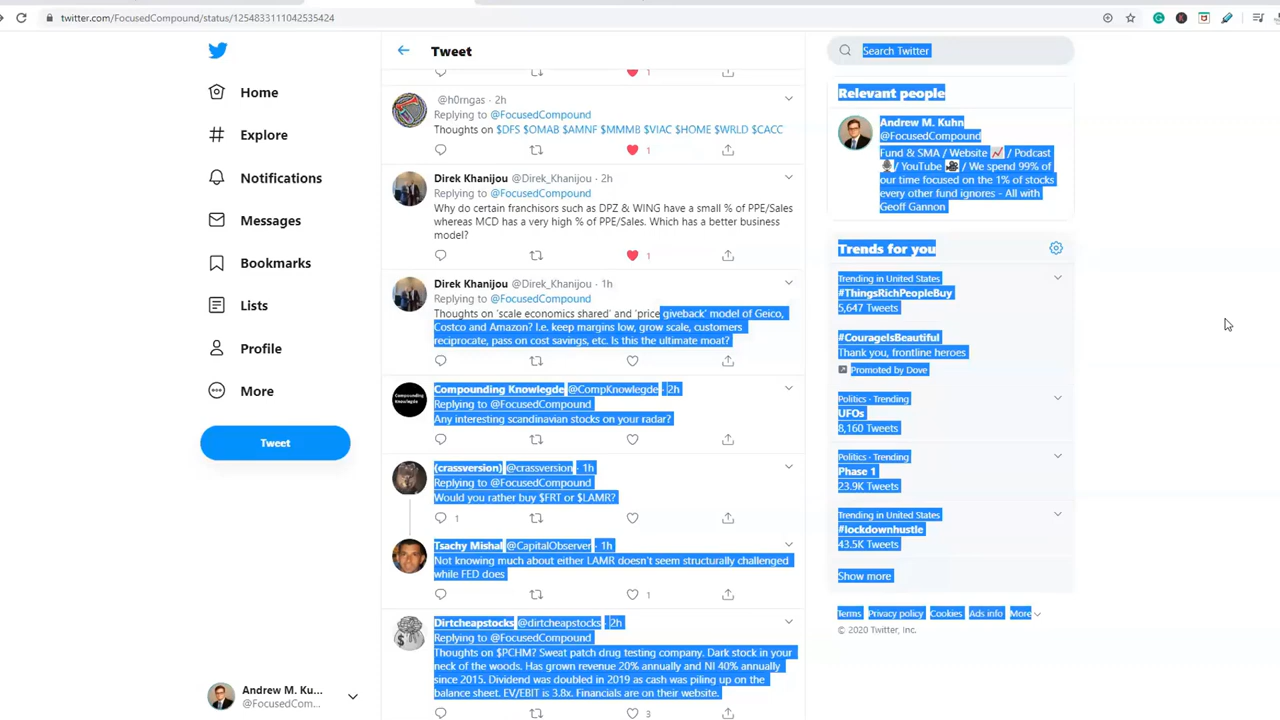 twitter.com/FocusedCompound/status/1254833111042535424
Home
Explore
Notifications
Messages
Bookmarks
Lists
Profile
More
Tweet
Andrew M. Ku...
@FocusedCom...
Tweet
1
@h0rngas · 2h
Replying to @FocusedCompound
Thoughts on $DFS $OMAB $AMNF $MMMB $VIAC $HOME $WRLD $CACC
1
Direk Khanijou @Direk_Khanijou · 2h
Replying to @FocusedCompound
Why do certain franchisors such as DPZ & WING have a small % of PPE/Sales
whereas MCD has a very high % of PPE/Sales. Which has a better business
model?
1
Direk Khanijou @Direk_Khanijou · 1h
Replying to @FocusedCompound
Thoughts on 'scale economics shared' and 'price giveback' model of Geico,
Costco and Amazon? I.e. keep margins low, grow scale, customers
reciprocate, pass on cost savings, etc. Is this the ultimate moat?
Compounding Knowlegde @CompKnowlegde · 2h
Compounding
Knowlegde
Replying to @FocusedCompound
Any interesting scandinavian stocks on your radar?
(crassversion) @crassversion · 1h
Replying to @FocusedCompound
Would you rather buy $FRT or $LAMR?
1
Tsachy Mishal @CapitalObserver · 1h
Not knowing much about either LAMR doesn't seem structurally challenged
while FED does
1
Dirtcheapstocks @dirtcheapstocks · 2h
Replying to @FocusedCompound
Thoughts on $PCHM? Sweat patch drug testing company. Dark stock in your
neck of the woods. Has grown revenue 20% annually and NI 40% annually
since 2015. Dividend was doubled in 2019 as cash was piling up on the
balance sheet. EV/EBIT is 3.8x. Financials are on their website.
3
Search Twitter
Relevant people
Andrew M. Kuhn
@FocusedCompound
Fund & SMA / Website 📈 / Podcast
🎙/ YouTube 🎥 / We spend 99% of
our time focused on the 1% of stocks
every other fund ignores - All with
Geoff Gannon
Trends for you
Trending in United States
#ThingsRichPeopleBuy
5,647 Tweets
#CourageIsBeautiful
Thank you, frontline heroes
Promoted by Dove
Politics · Trending
UFOs
8,160 Tweets
Politics · Trending
Phase 1
23.9K Tweets
Trending in United States
#lockdownhustle
43.5K Tweets
Show more
Terms Privacy policy Cookies Ads info More
© 2020 Twitter, Inc.